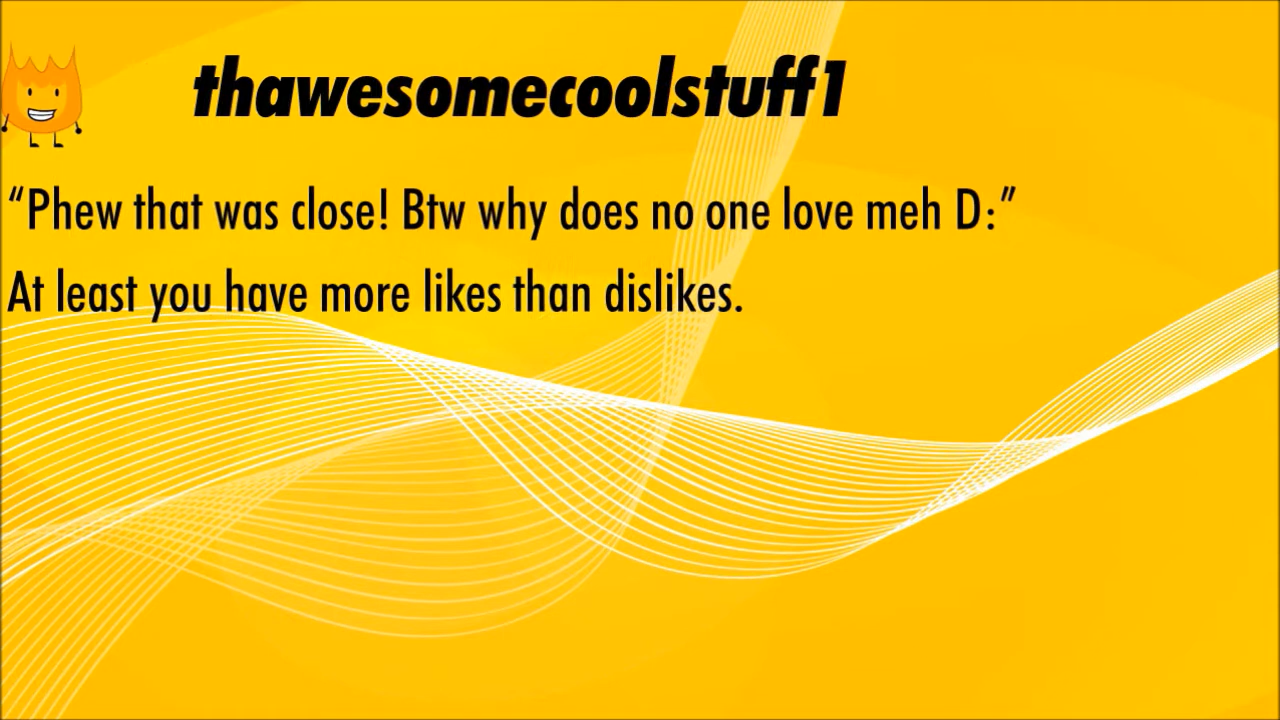 thawesomecoolstuff1
“Phew that was close! Btw why does no one love meh D:”
At least you have more likes than dislikes.